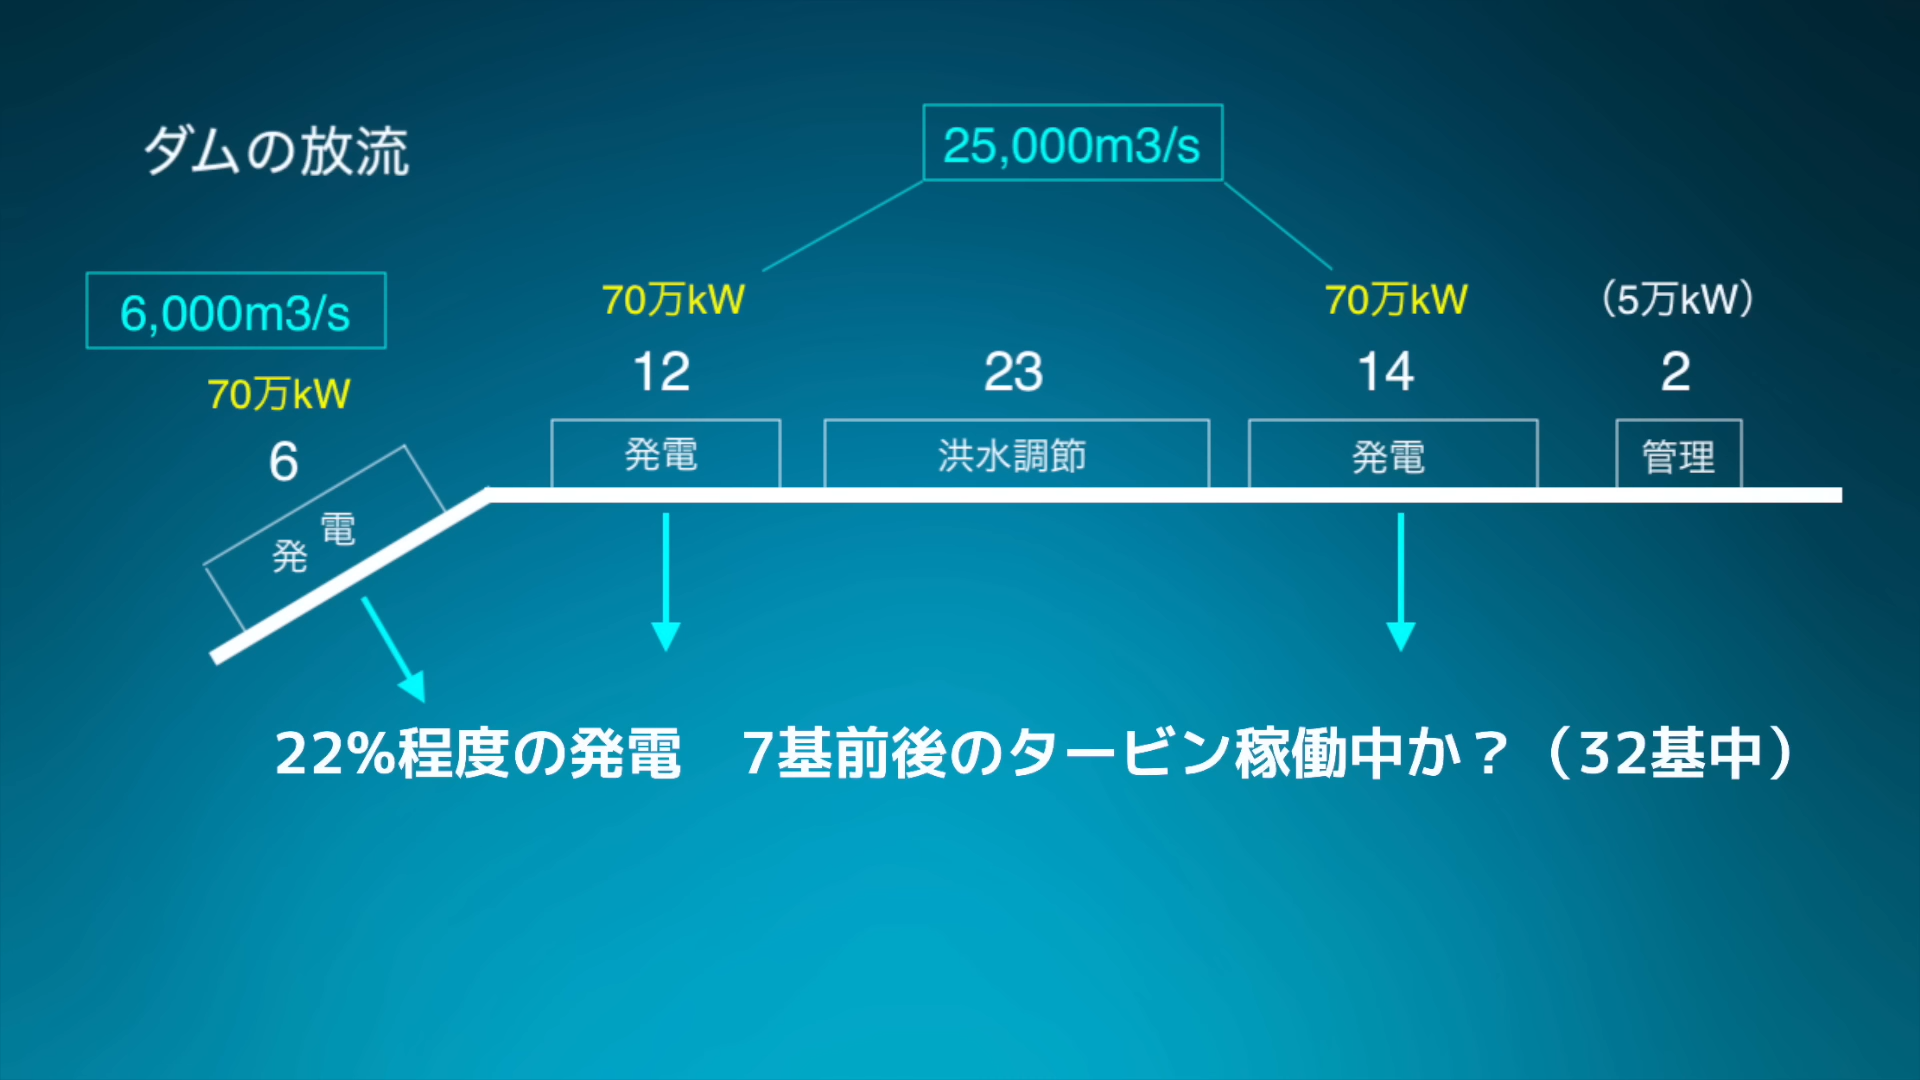 ダムの放流
25,000m3/s
6,000m3/s
70万kW
6
発電
70万kW
12
発電
23
洪水調節
70万kW
14
発電
（5万kW）
2
管理
22%程度の発電　7基前後のタービン稼働中か？（32基中）